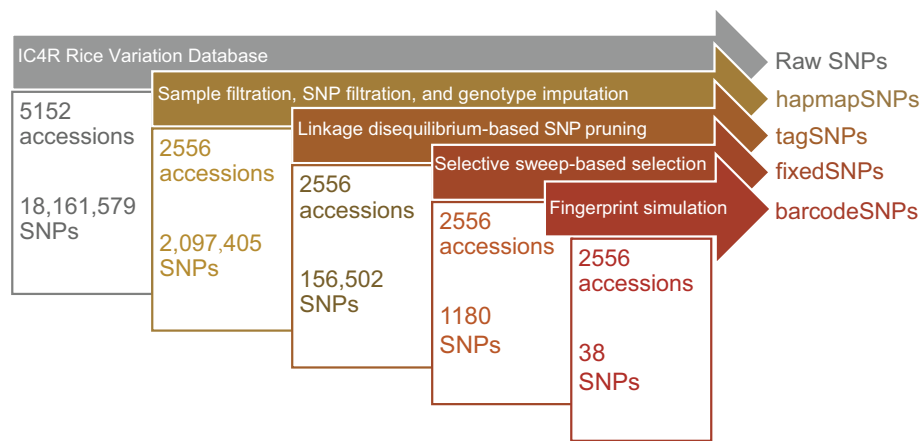 IC4R Rice Variation Database
Raw SNPs
Sample filtration, SNP filtration, and genotype imputation
hapmapSNPs
Linkage disequilibrium-based SNP pruning
tagSNPs
Selective sweep-based selection
fixedSNPs
Fingerprint simulation
barcodeSNPs
5152
accessions
18,161,579
SNPs
2556
accessions
2,097,405
SNPs
2556
accessions
156,502
SNPs
2556
accessions
1180
SNPs
2556
accessions
38
SNPs